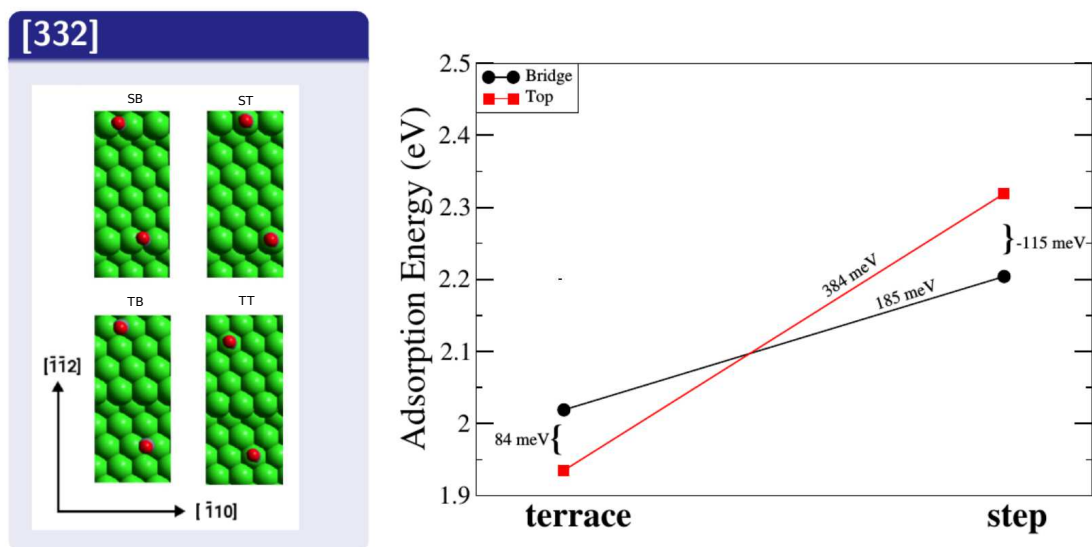 [332]
SB
ST
TB
TT
[1̄1̄2]
[1̄10]
Adsorption Energy (eV)
2.5
2.4
2.3
2.2
2.1
2
1.9
Bridge
Top
384 meV
185 meV
-115 meV
84 meV
terrace
step